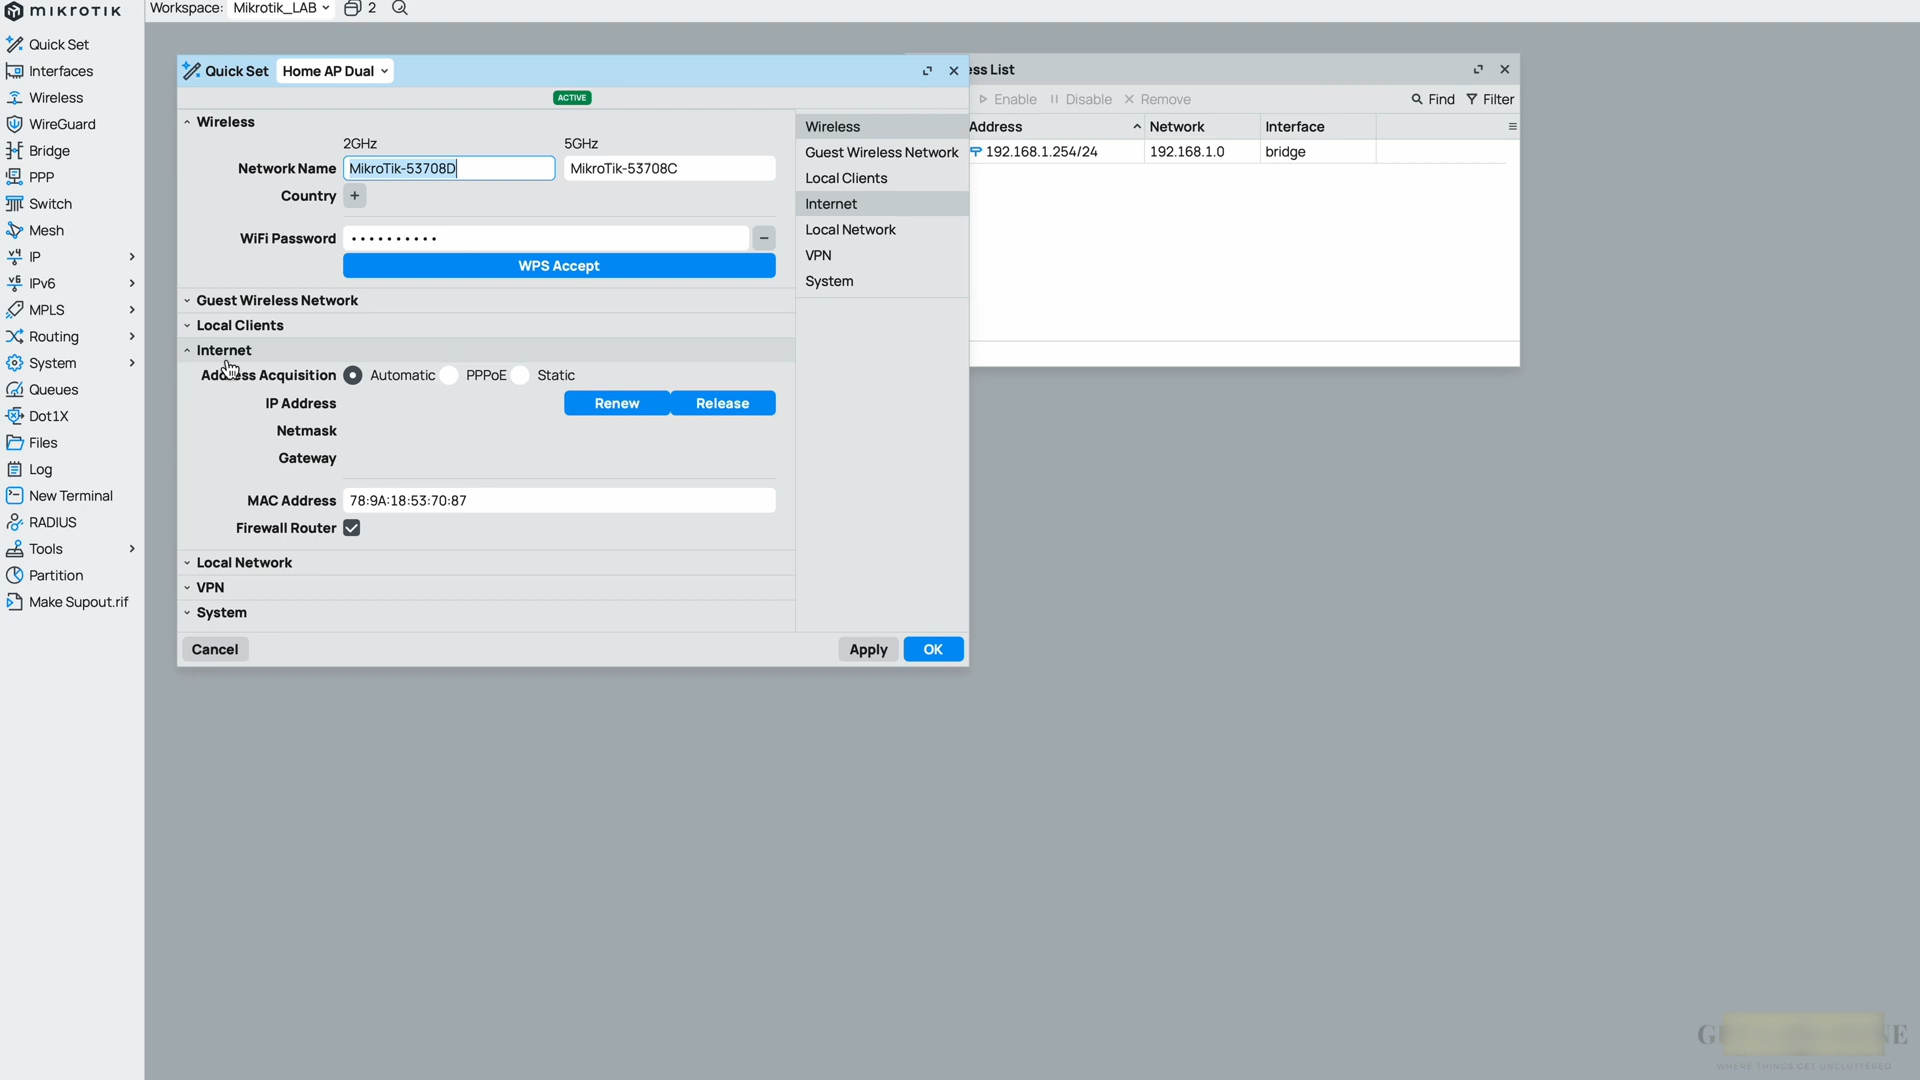 MIKROTIK
Workspace: Mikrotik_LAB 2
Quick Set
Interfaces
Wireless
WireGuard
Bridge
PPP
Switch
Mesh
IP
IPv6
MPLS
Routing
System
Queues
Dot1X
Files
Log
New Terminal
RADIUS
Tools
Partition
Make Supout.rif
Quick Set Home AP Dual
ACTIVE
Wireless
2GHz 5GHz
Network Name MikroTik-53708D MikroTik-53708C
Country +
WiFi Password ••••••••••
WPS Accept
Guest Wireless Network
Local Clients
Internet
Address Acquisition Automatic PPPoE Static
IP Address Renew Release
Netmask
Gateway
MAC Address 78:9A:18:53:70:87
Firewall Router
Local Network
VPN
System
Cancel Apply OK
Wireless
Guest Wireless Network
Local Clients
Internet
Local Network
VPN
System
ess List
Enable Disable Remove Find Filter
Address Network Interface
192.168.1.254/24 192.168.1.0 bridge
WHERE THINGS GET UNCLUTTERED